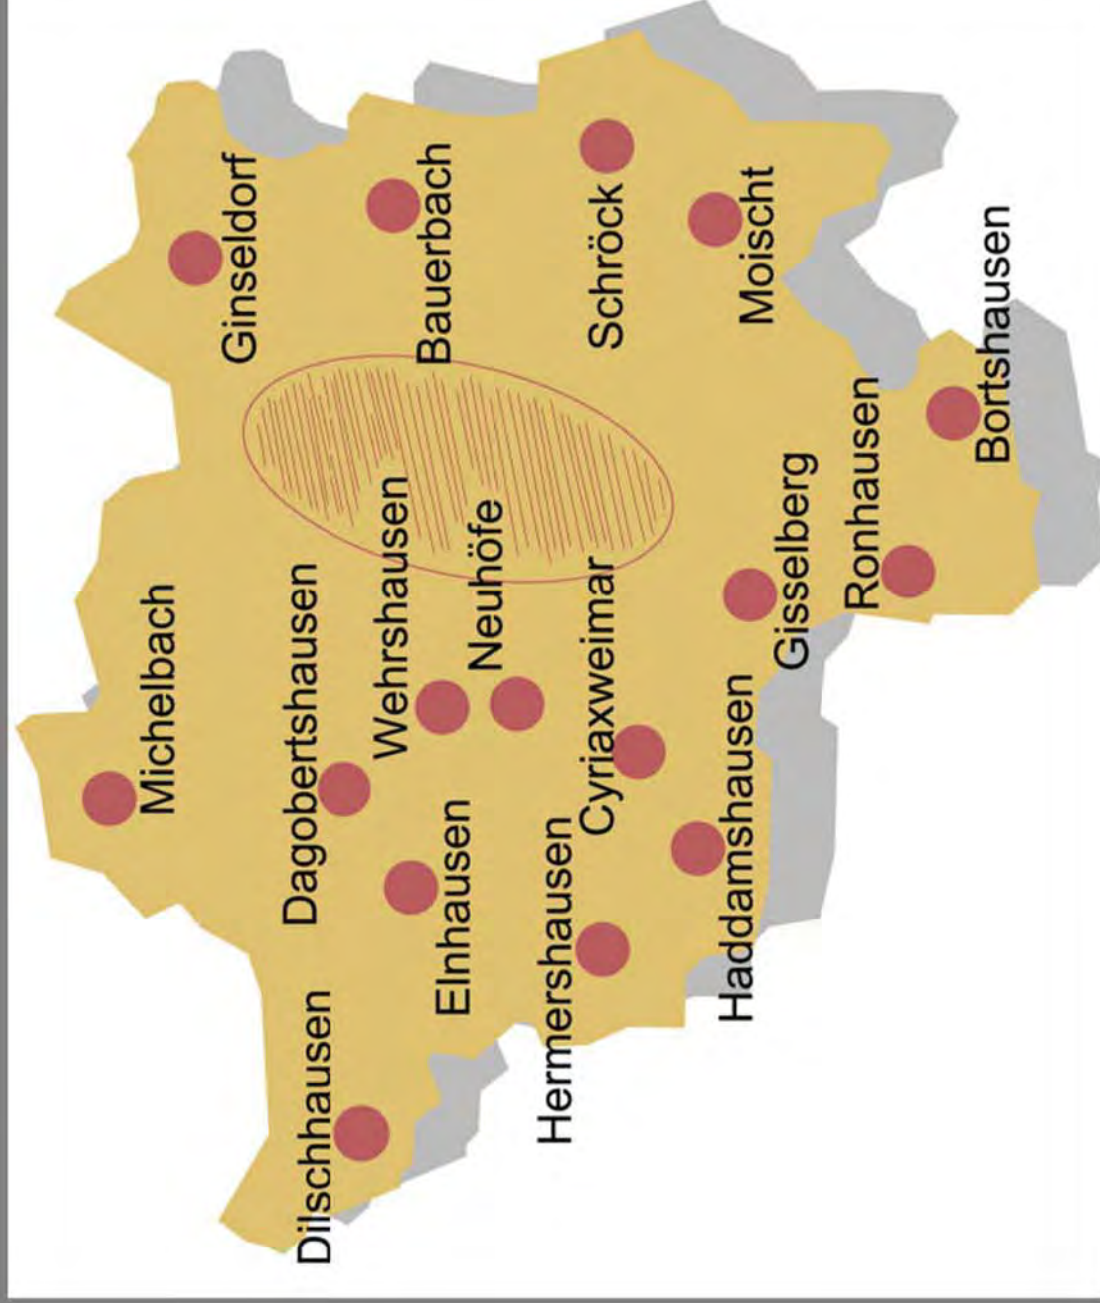 Michelbach
Ginseldorf
Dagobertshausen
Dilschhausen
Wehrshausen
Bauerbach
Elnhausen
Neuhöfe
Hermershausen
Cyriaxweimar
Schröck
Haddamshausen
Moischt
Gisselberg
Ronhausen
Bortshausen